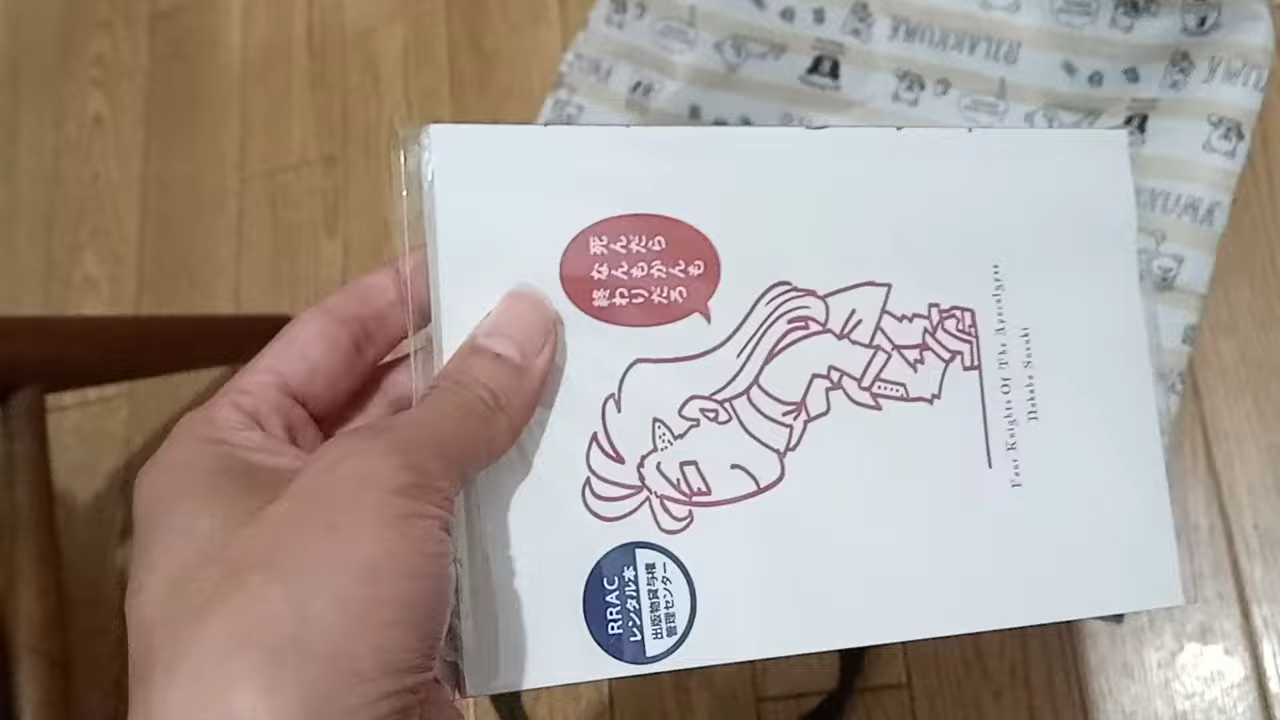 死んだら
なんもかんも
終わりだろ
RRAC
レンタル本
出版物貸与権
管理センター
Four Knights Of The Apocalypse
Nakaba Suzuki